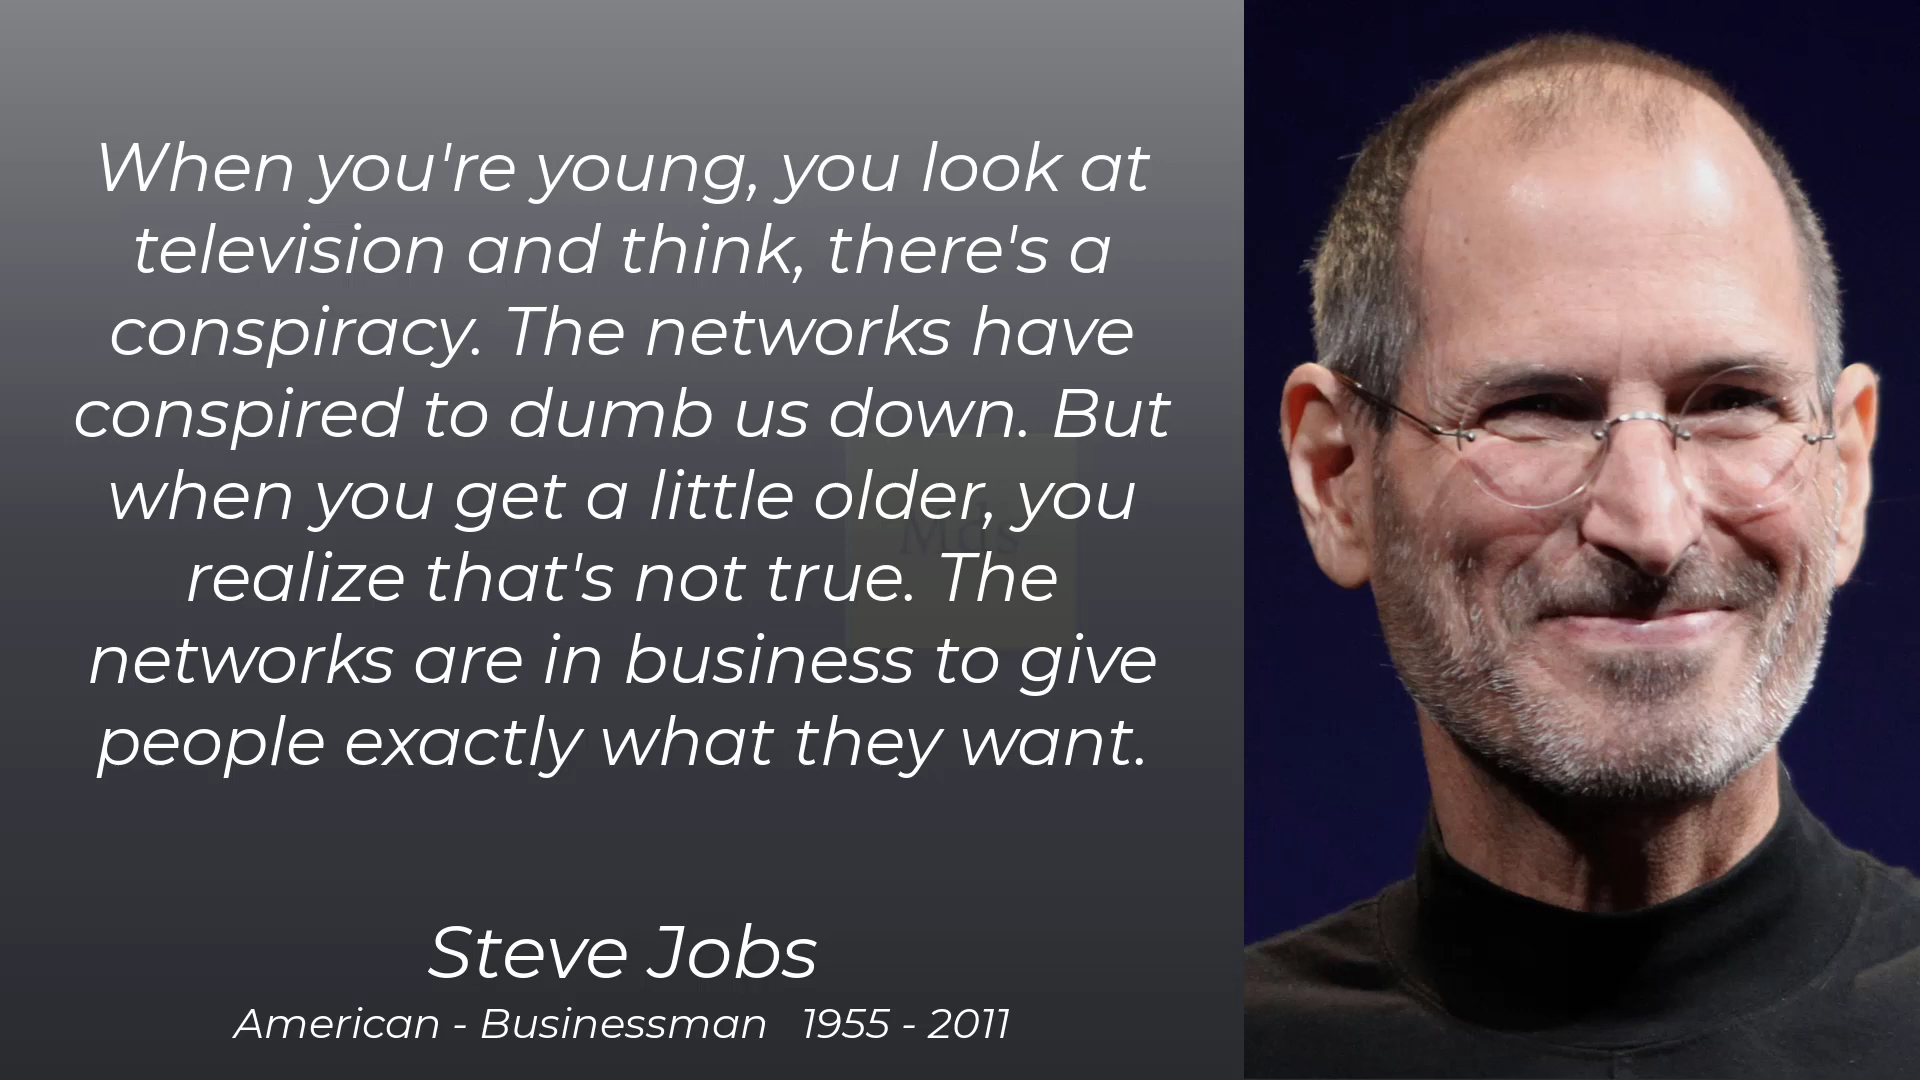 When you're young, you look at
television and think, there's a
conspiracy. The networks have
conspired to dumb us down. But
when you get a little older, you
realize that's not true. The
networks are in business to give
people exactly what they want.
Steve Jobs
American - Businessman 1955 - 2011